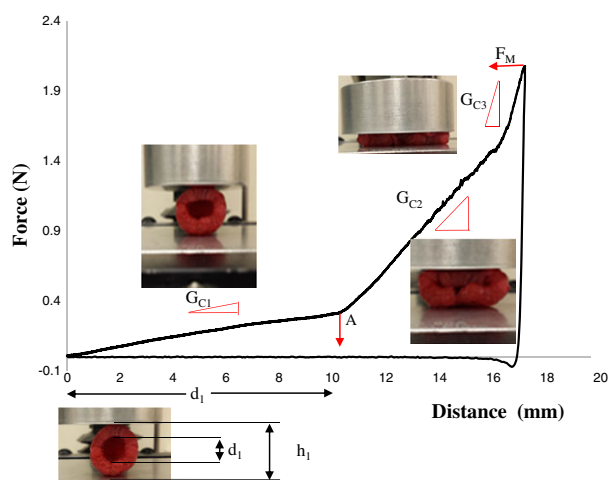 2.4
F_M
1.9
G_C3
1.4
Force (N)
0.9
G_C2
0.4
G_C1
A
-0.1
0 2 4 6 8 10 12 14 16 18 20
d_1
Distance (mm)
d_1
h_1